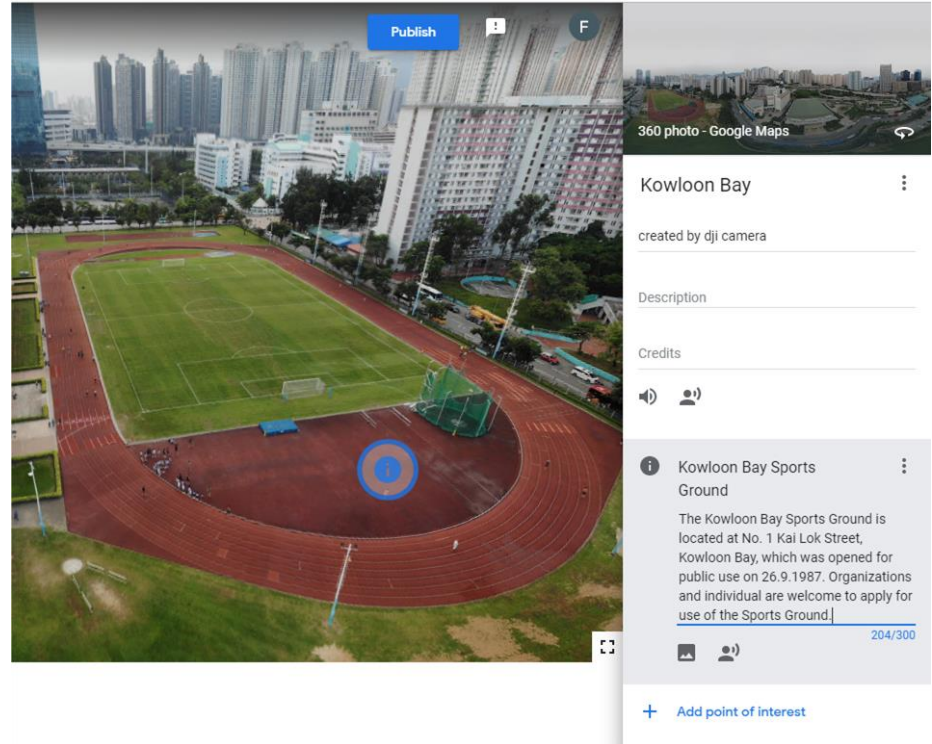 Publish
F
360 photo - Google Maps
Kowloon Bay
created by dji camera
Description
Credits
Kowloon Bay Sports
Ground
The Kowloon Bay Sports Ground is
located at No. 1 Kai Lok Street,
Kowloon Bay, which was opened for
public use on 26.9.1987. Organizations
and individual are welcome to apply for
use of the Sports Ground.
204/300
+ Add point of interest